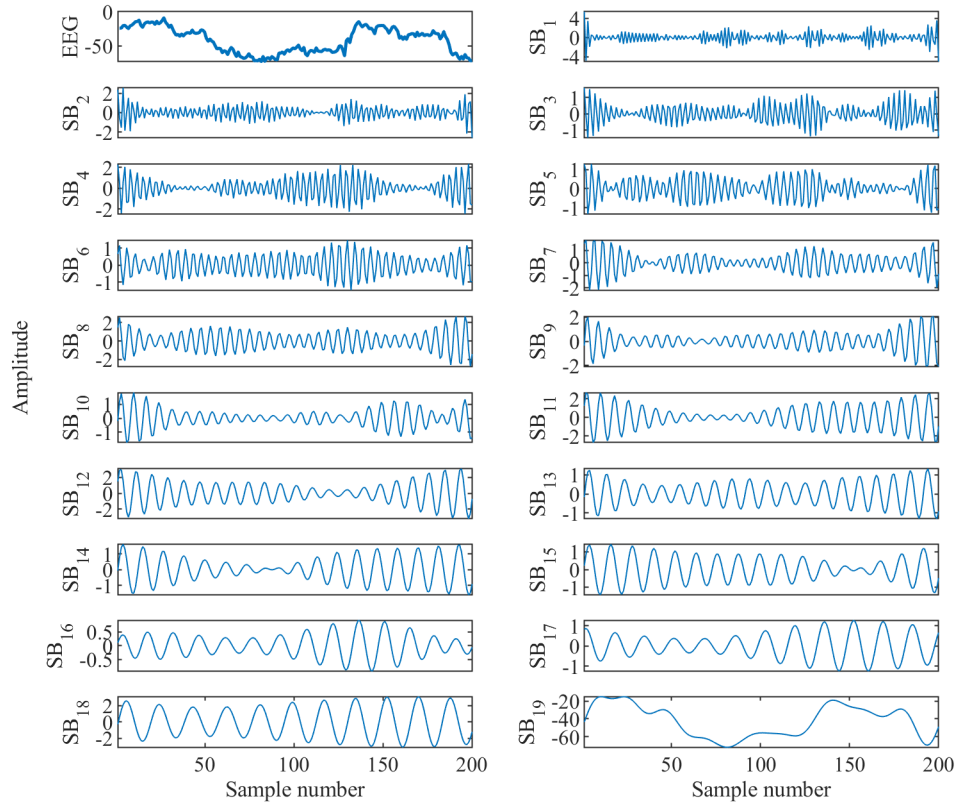 EEG
0
-50
SB1
4
0
-4
SB2
2
0
-2
SB3
1
0
-1
SB4
2
0
-2
SB5
1
0
-1
SB6
1
0
-1
SB7
1
0
-1
-2
SB8
2
0
-2
SB9
2
0
-2
SB10
1
0
-1
SB11
2
0
-2
SB12
2
0
-2
SB13
1
0
-1
SB14
1
0
-1
SB15
1
0
-1
SB16
0.5
-0.5
SB17
1
0
-1
SB18
2
0
-2
SB19
-20
-40
-60
50 100 150 200
50 100 150 200
Sample number
Sample number
Amplitude